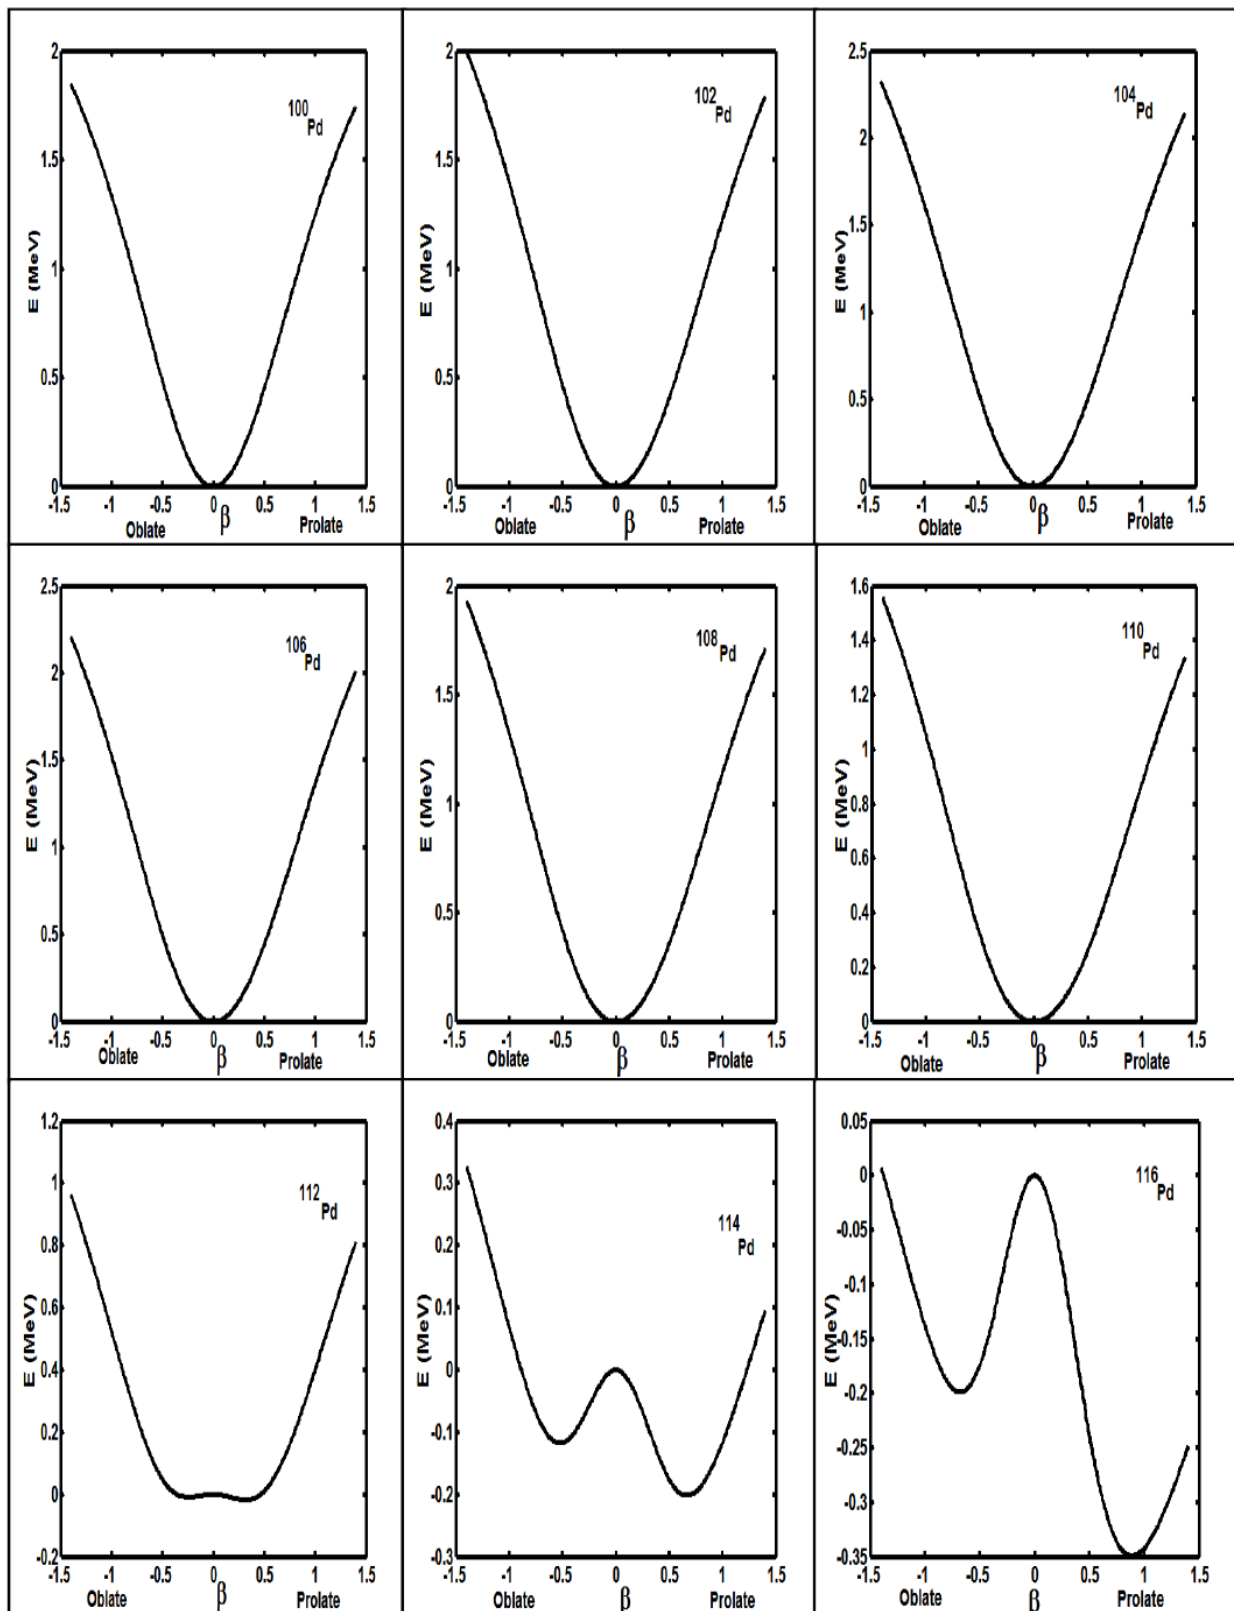 2
1.5
1
0.5
0
E (MeV)
100
Pd
-1.5 -1 -0.5 0 0.5 1 1.5
Oblate β Prolate
2
1.5
1
0.5
0
E (MeV)
102
Pd
-1.5 -1 -0.5 0 0.5 1 1.5
Oblate β Prolate
2.5
2
1.5
1
0.5
0
E (MeV)
104
Pd
-1.5 -1 -0.5 0 0.5 1 1.5
Oblate β Prolate
2.5
2
1.5
1
0.5
0
E (MeV)
106
Pd
-1.5 -1 -0.5 0 0.5 1 1.5
Oblate β Prolate
2
1.5
1
0.5
0
E (MeV)
108
Pd
-1.5 -1 -0.5 0 0.5 1 1.5
Oblate β Prolate
1.6
1.4
1.2
1
0.8
0.6
0.4
0.2
0
E (MeV)
110
Pd
-1.5 -1 -0.5 0 0.5 1 1.5
Oblate β Prolate
1.2
1
0.8
0.6
0.4
0.2
0
-0.2
E (MeV)
112
Pd
-1.5 -1 -0.5 0 0.5 1 1.5
Oblate β Prolate
0.4
0.3
0.2
0.1
0
-0.1
-0.2
-0.3
E (MeV)
114
Pd
-1.5 -1 -0.5 0 0.5 1 1.5
Oblate β Prolate
0.05
0
-0.05
-0.1
-0.15
-0.2
-0.25
-0.3
-0.35
E (MeV)
116
Pd
-1.5 -1 -0.5 0 0.5 1 1.5
Oblate β Prolate